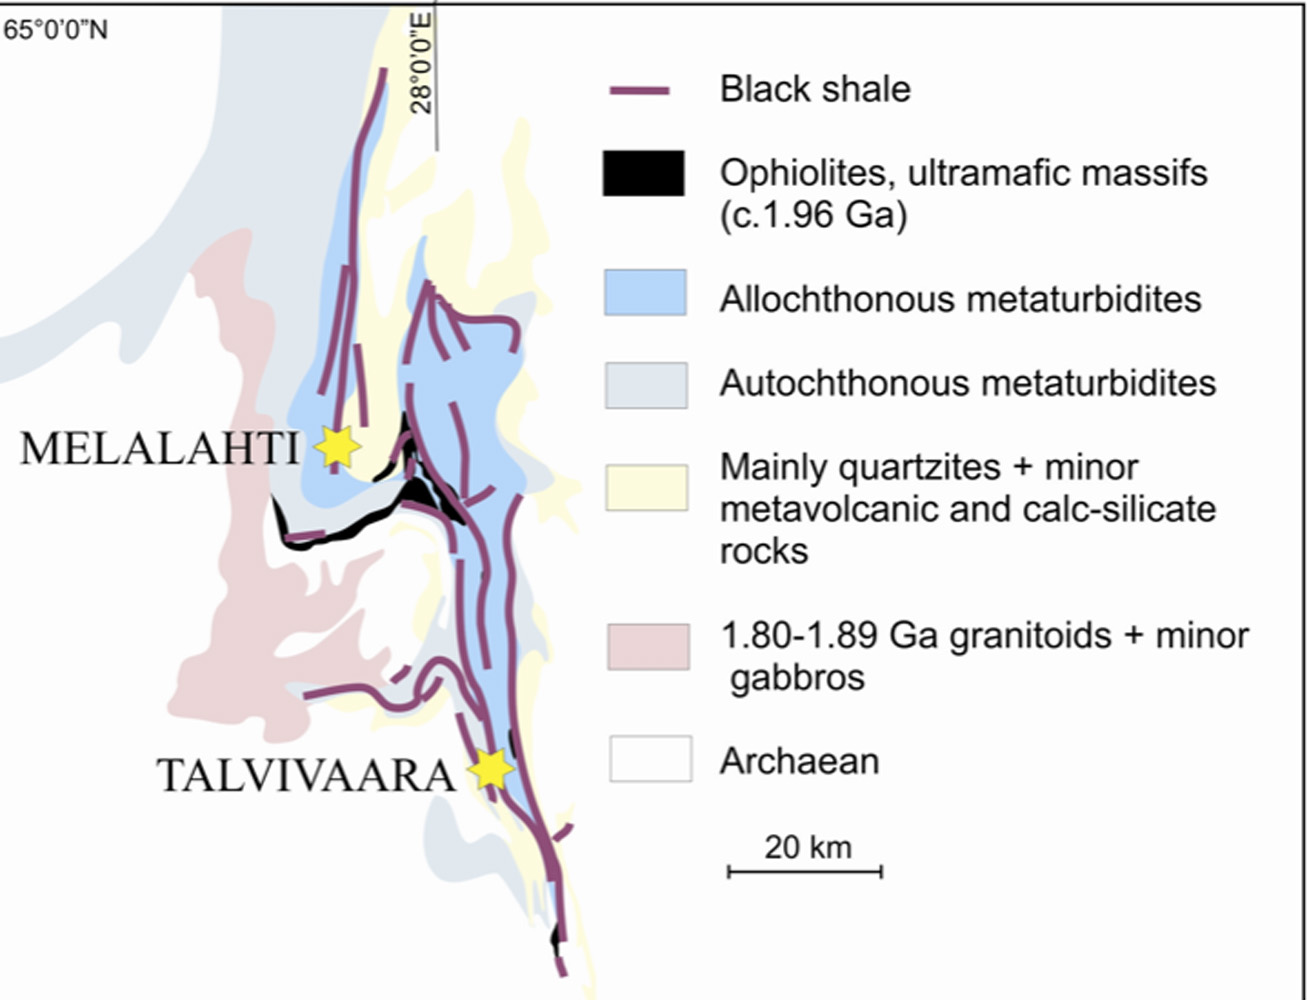 65°0'0"N
28°0'0"E
Black shale
Ophiolites, ultramafic massifs
(c.1.96 Ga)
Allochthonous metaturbidites
Autochthonous metaturbidites
MELALAHTI
Mainly quartzites + minor
metavolcanic and calc-silicate
rocks
1.80-1.89 Ga granitoids + minor
gabbros
TALVIVAARA
Archaean
20 km